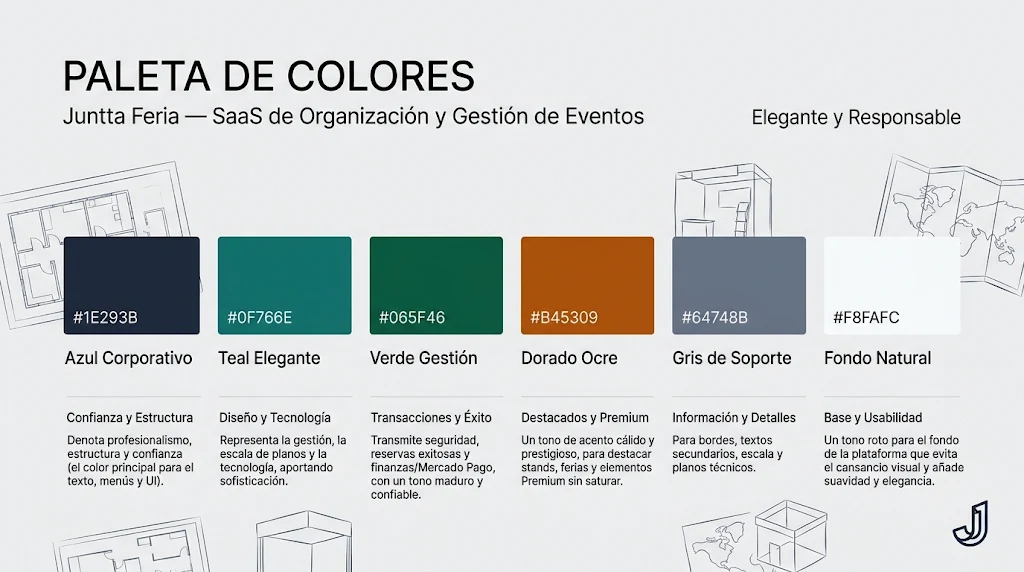 PALETA DE COLORES
Juntta Feria — SaaS de Organización y Gestión de Eventos
Elegante y Responsable
#1E293B
#0F766E
#065F46
#B45309
#64748B
#F8FAFC
Azul Corporativo
Teal Elegante
Verde Gestión
Dorado Ocre
Gris de Soporte
Fondo Natural
Confianza y Estructura
Denota profesionalismo,
estructura y confianza
(el color principal para el
texto, menús y UI).
Diseño y Tecnología
Representa la gestión, la
escala de planos y la
tecnología, aportando
sofisticación.
Transacciones y Éxito
Transmite seguridad,
reservas exitosas y
finanzas/Mercado Pago,
con un tono maduro y
confiable.
Destacados y Premium
Un tono de acento cálido y
prestigioso, para destacar
stands, ferias y elementos
Premium sin saturar.
Información y Detalles
Para bordes, textos
secundarios, escala y
planos técnicos.
Base y Usabilidad
Un tono roto para el fondo
de la plataforma que evita
el cansancio visual y añade
suavidad y elegancia.
J